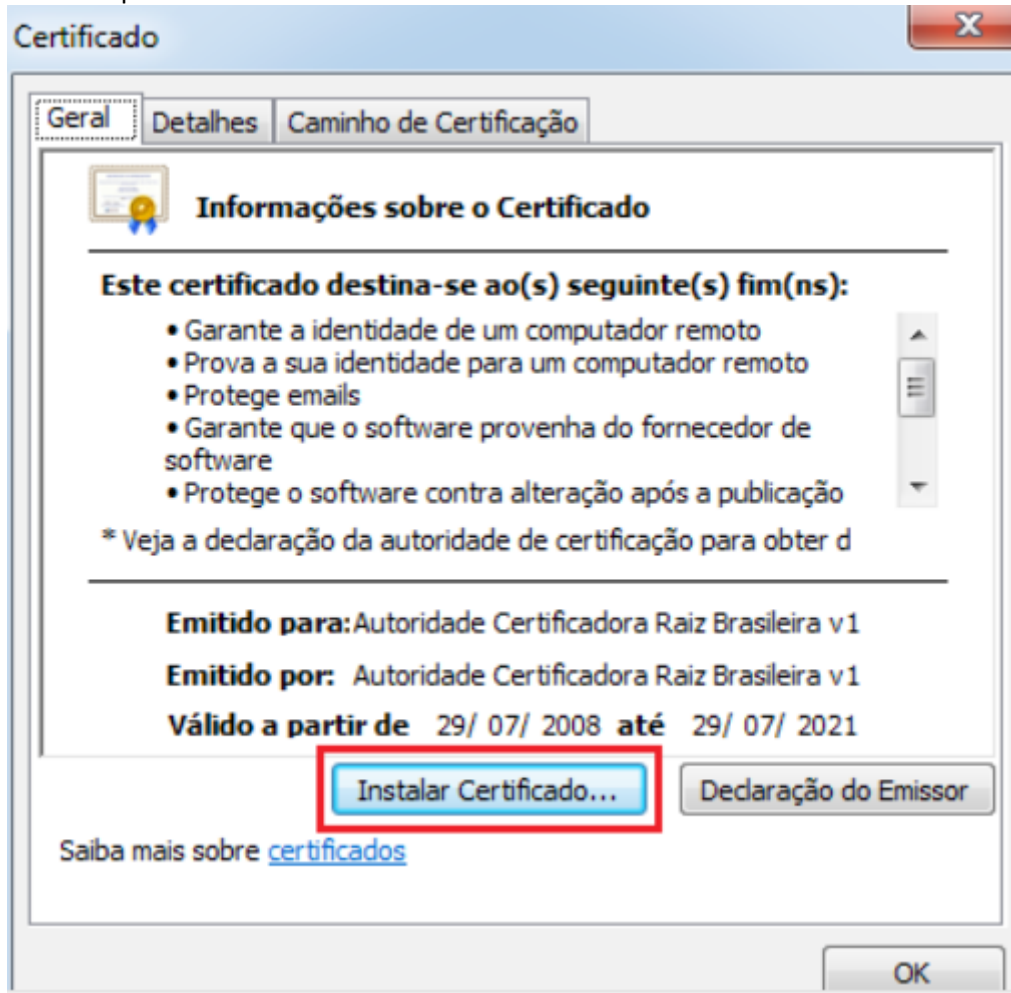 Certificado
Geral Detalhes Caminho de Certificação
Informações sobre o Certificado
Este certificado destina-se ao(s) seguinte(s) fim(ns):
• Garante a identidade de um computador remoto
• Prova a sua identidade para um computador remoto
• Protege emails
• Garante que o software provenha do fornecedor de
software
• Protege o software contra alteração após a publicação
* Veja a declaração da autoridade de certificação para obter d
Emitido para: Autoridade Certificadora Raiz Brasileira v1
Emitido por: Autoridade Certificadora Raiz Brasileira v1
Válido a partir de 29/ 07/ 2008 até 29/ 07/ 2021
Instalar Certificado... Declaração do Emissor
Saiba mais sobre certificados
OK